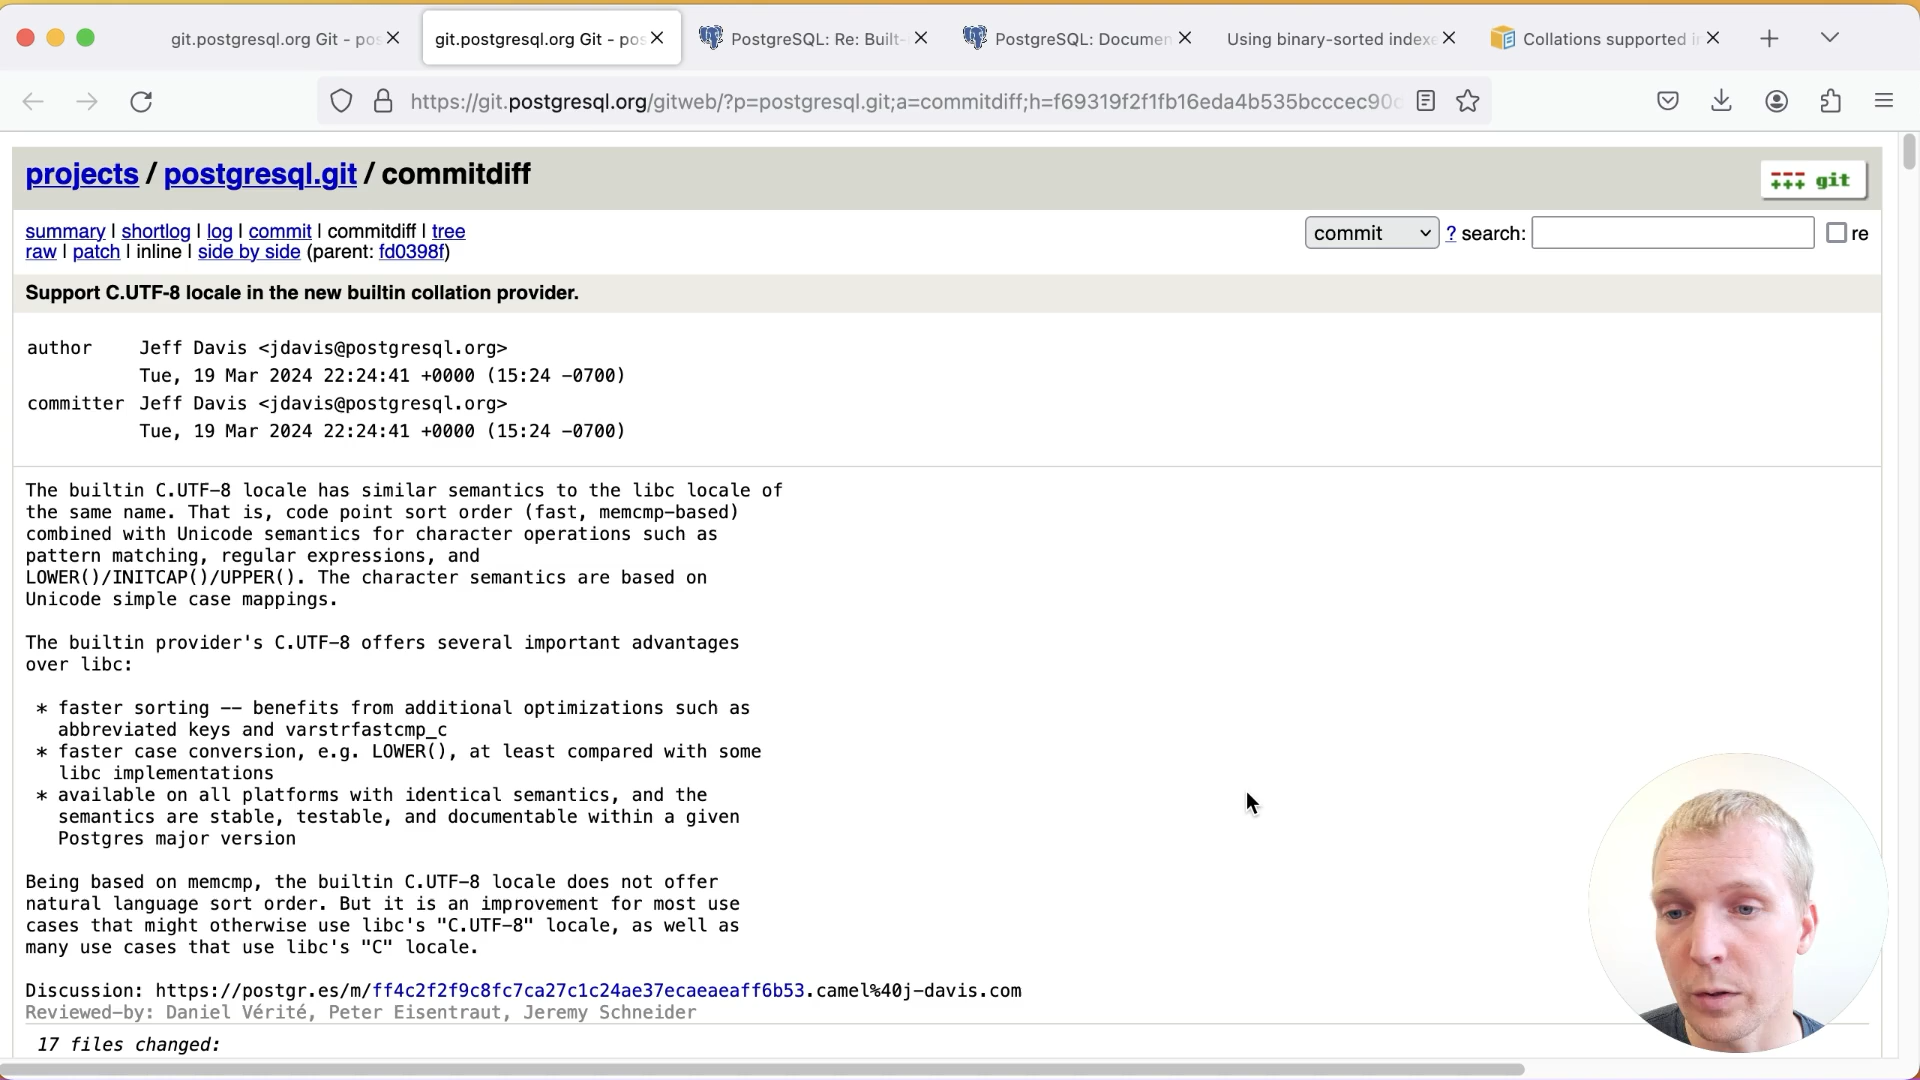 git.postgresql.org Git - pos
git.postgresql.org Git - pos
PostgreSQL: Re: Built-
PostgreSQL: Documen
Using binary-sorted indexe
Collations supported i
https://git.postgresql.org/gitweb/?p=postgresql.git;a=commitdiff;h=f69319f2f1fb16eda4b535bcccec90c
projects / postgresql.git / commitdiff
git
summary | shortlog | log | commit | commitdiff | tree
commit ? search: re
raw | patch | inline | side by side (parent: fd0398f)
Support C.UTF-8 locale in the new builtin collation provider.
author Jeff Davis <jdavis@postgresql.org>
Tue, 19 Mar 2024 22:24:41 +0000 (15:24 -0700)
committer Jeff Davis <jdavis@postgresql.org>
Tue, 19 Mar 2024 22:24:41 +0000 (15:24 -0700)
The builtin C.UTF-8 locale has similar semantics to the libc locale of
the same name. That is, code point sort order (fast, memcmp-based)
combined with Unicode semantics for character operations such as
pattern matching, regular expressions, and
LOWER()/INITCAP()/UPPER(). The character semantics are based on
Unicode simple case mappings.
The builtin provider's C.UTF-8 offers several important advantages
over libc:
* faster sorting -- benefits from additional optimizations such as
abbreviated keys and varstrfastcmp_c
* faster case conversion, e.g. LOWER(), at least compared with some
libc implementations
* available on all platforms with identical semantics, and the
semantics are stable, testable, and documentable within a given
Postgres major version
Being based on memcmp, the builtin C.UTF-8 locale does not offer
natural language sort order. But it is an improvement for most use
cases that might otherwise use libc's "C.UTF-8" locale, as well as
many use cases that use libc's "C" locale.
Discussion: https://postgr.es/m/ff4c2f2f9c8fc7ca27c1c24ae37ecaeaeaff6b53.camel%40j-davis.com
Reviewed-by: Daniel Vérité, Peter Eisentraut, Jeremy Schneider
17 files changed: